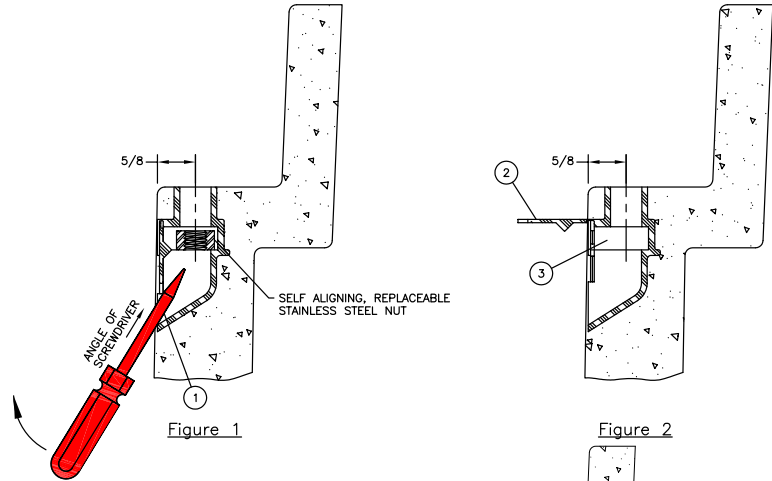 5/8
SELF ALIGNING, REPLACEABLE
STAINLESS STEEL NUT
ANGLE OF
SCREWDRIVER
1
Figure 1
5/8
2
3
Figure 2